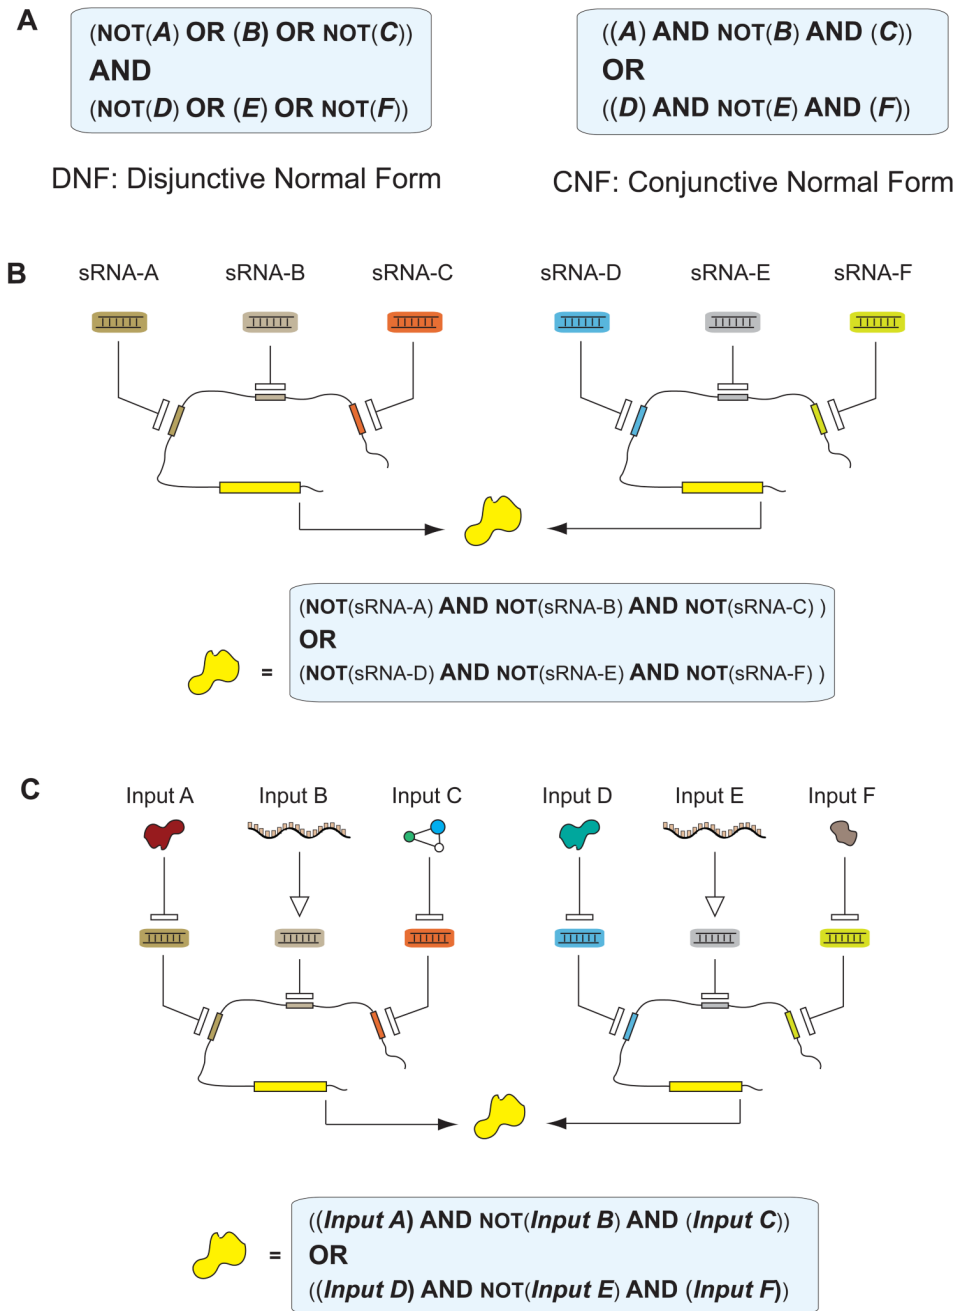 A
(NOT(A) OR (B) OR NOT(C))
AND
(NOT(D) OR (E) OR NOT(F))
DNF: Disjunctive Normal Form
((A) AND NOT(B) AND (C))
OR
((D) AND NOT(E) AND (F))
CNF: Conjunctive Normal Form
B
sRNA-A sRNA-B sRNA-C sRNA-D sRNA-E sRNA-F
(NOT(sRNA-A) AND NOT(sRNA-B) AND NOT(sRNA-C) )
= OR
(NOT(sRNA-D) AND NOT(sRNA-E) AND NOT(sRNA-F) )
C
Input A Input B Input C Input D Input E Input F
((Input A) AND NOT(Input B) AND (Input C))
= OR
((Input D) AND NOT(Input E) AND (Input F))